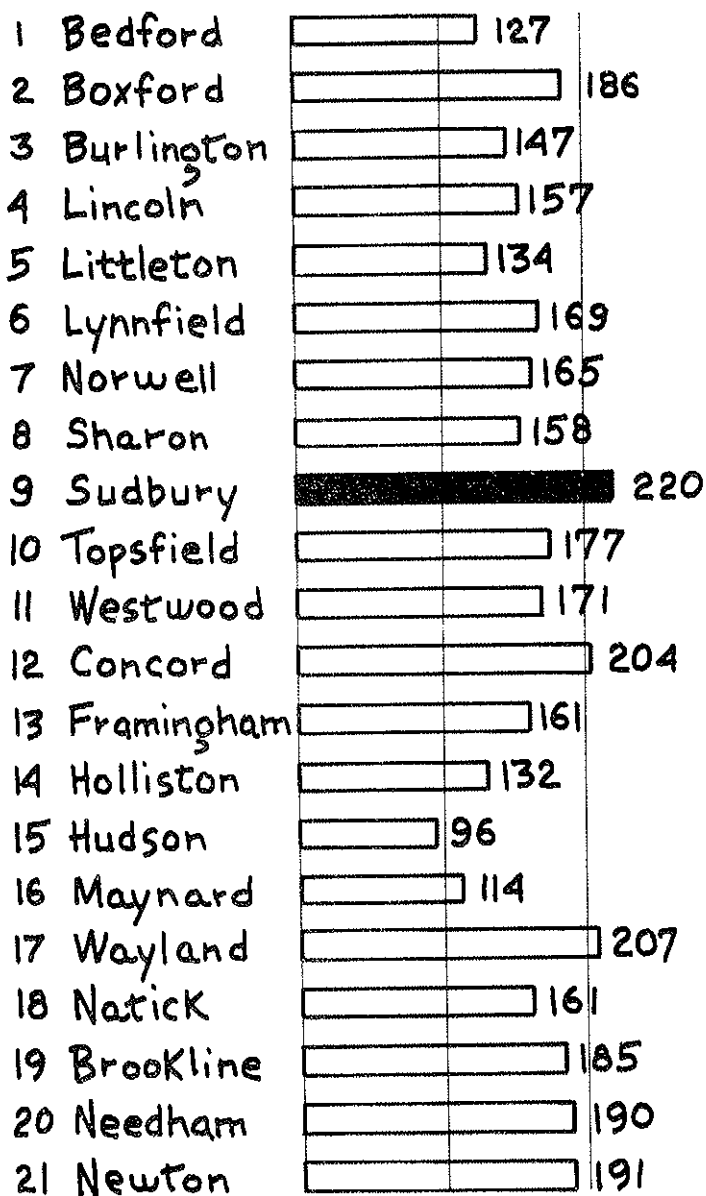 1 Bedford 127
2 Boxford 186
3 Burlington 147
4 Lincoln 157
5 Littleton 134
6 Lynnfield 169
7 Norwell 165
8 Sharon 158
9 Sudbury 220
10 Topsfield 177
11 Westwood 171
12 Concord 204
13 Framingham 161
14 Holliston 132
15 Hudson 96
16 Maynard 114
17 Wayland 207
18 Natick 161
19 Brookline 185
20 Needham 190
21 Newton 191